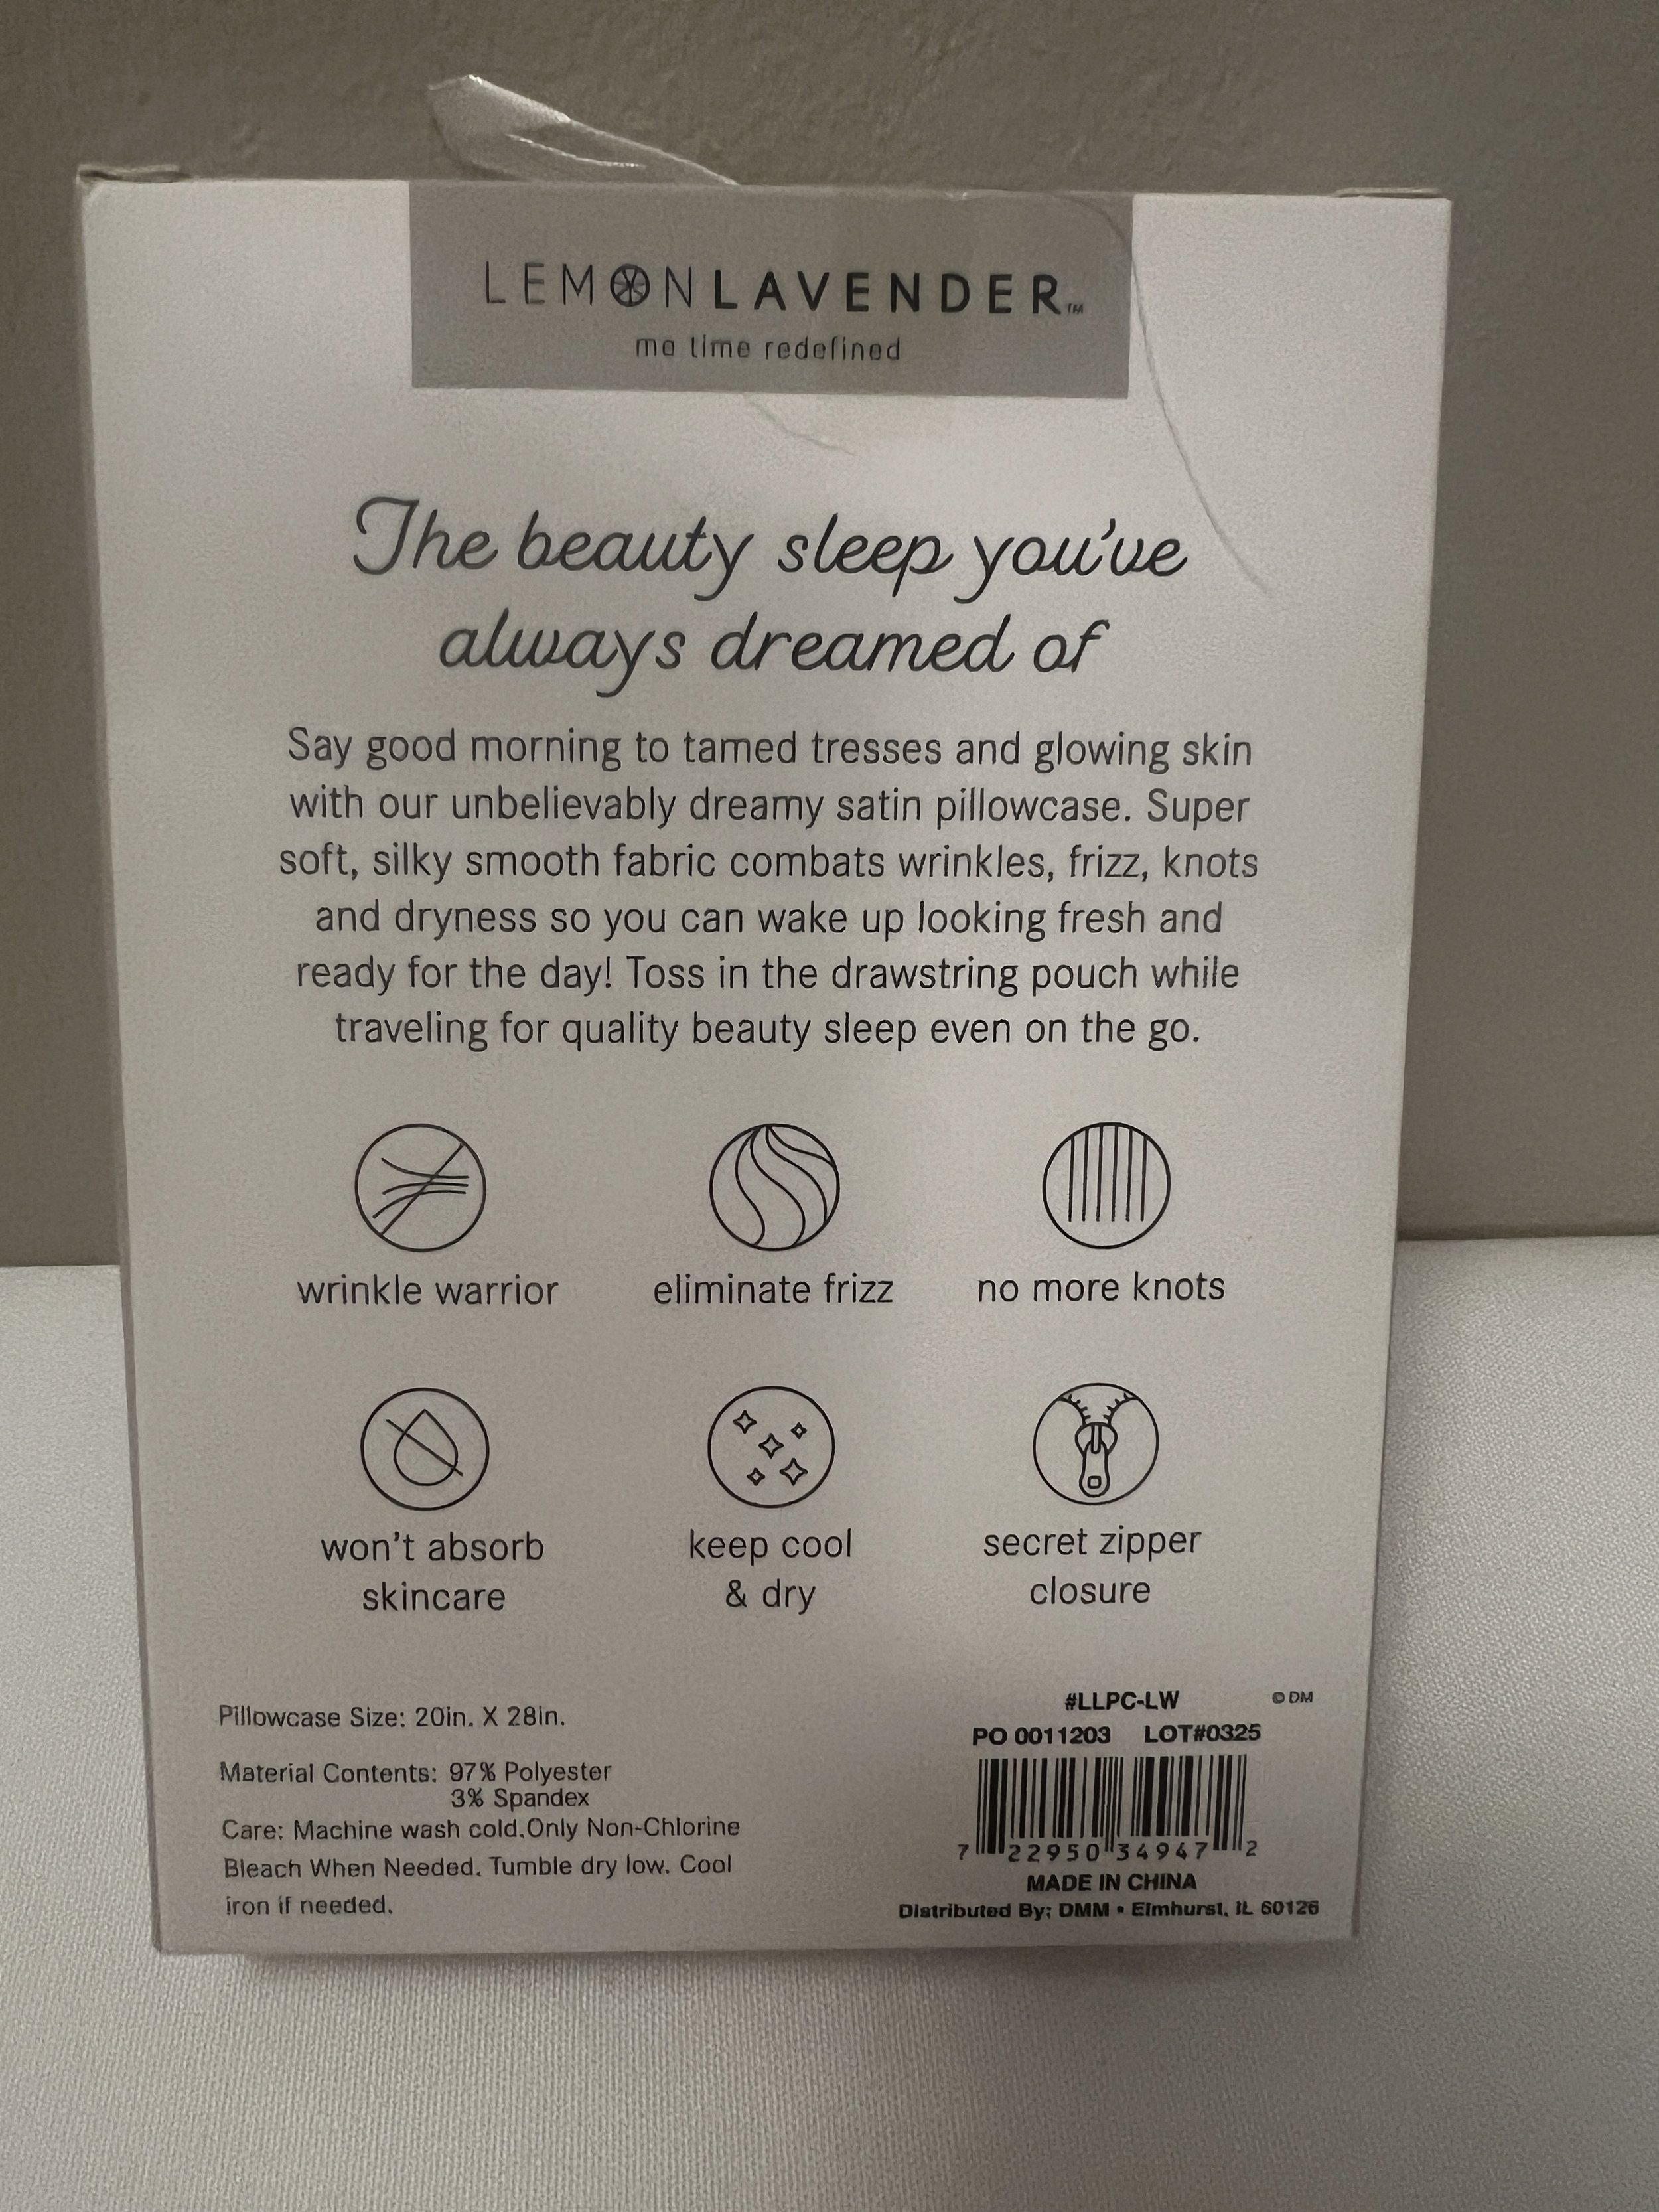 LEMONLAVENDER™
me time redefined
The beauty sleep you've
always dreamed of
Say good morning to tamed tresses and glowing skin
with our unbelievably dreamy satin pillowcase. Super
soft, silky smooth fabric combats wrinkles, frizz, knots
and dryness so you can wake up looking fresh and
ready for the day! Toss in the drawstring pouch while
traveling for quality beauty sleep even on the go.
wrinkle warrior
eliminate frizz
no more knots
won't absorb
skincare
keep cool
& dry
secret zipper
closure
Pillowcase Size: 20in. X 28in.
Material Contents: 97% Polyester
3% Spandex
Care: Machine wash cold.Only Non-Chlorine
Bleach When Needed. Tumble dry low. Cool
iron if needed.
#LLPC-LW
© DM
PO 0011203 LOT#0325
7 22950 34947 2
MADE IN CHINA
Distributed By: DMM • Elmhurst, IL 60126